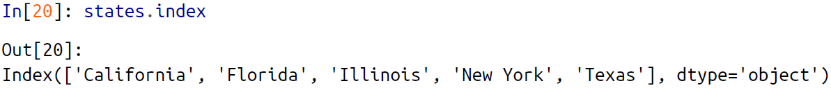 In[20]: states.index
Out[20]:
Index(['California', 'Florida', 'Illinois', 'New York', 'Texas'], dtype='object')